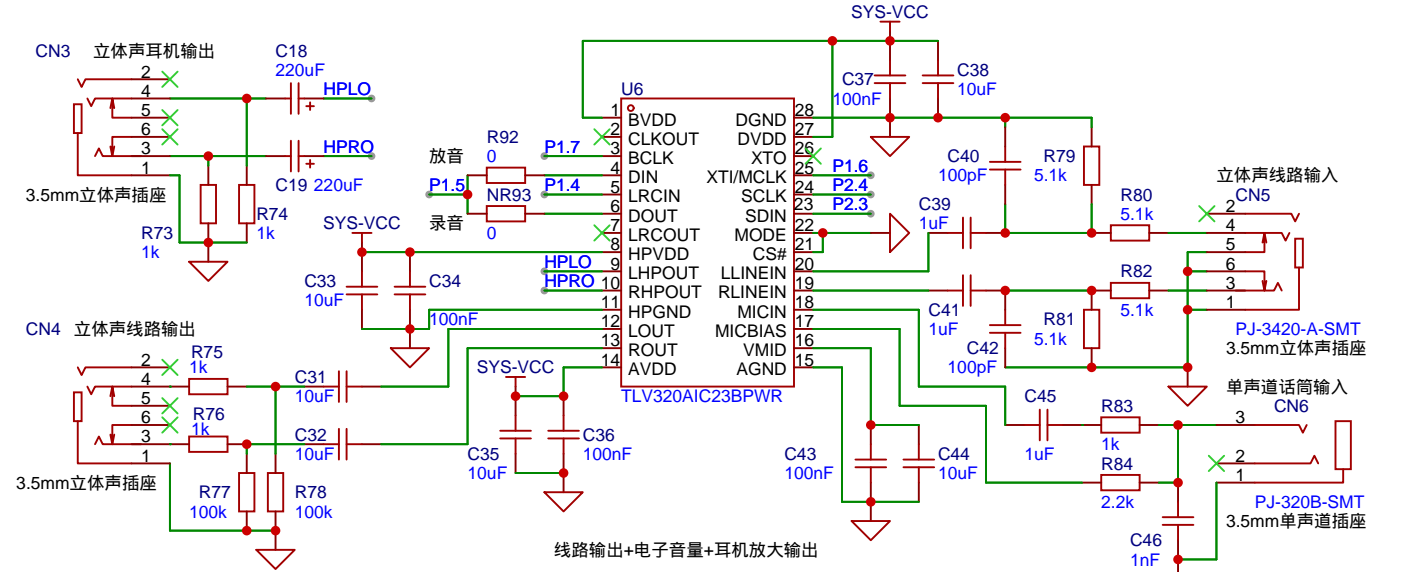 SYS-VCC
CN3 立体声耳机输出
C18
220uF
HPLO
2
4
5
6
3
1
HPRO
C19 220uF
3.5mm立体声插座
R73
1k
R74
1k
C37
100nF
C38
10uF
U6
1 BVDD
2 CLKOUT
3 BCLK
4 DIN
5 LRCIN
6 DOUT
7 LRCOUT
8 HPVDD
9 LHPOUT
10 RHPOUT
11 HPGND
12 LOUT
13 ROUT
14 AVDD
DGND 28
DVDD 27
XTO 26
XTI/MCLK 25
SCLK 24
SDIN 23
MODE 22
CS# 21
LLINEIN 20
RLINEIN 19
MICIN 18
MICBIAS 17
VMID 16
AGND 15
TLV320AIC23BPWR
放音
R92
0
P1.7
P1.5
P1.4
NR93
0
录音
SYS-VCC
HPLO
HPRO
C33
10uF
C34
100nF
P1.6
P2.4
P2.3
C40
100pF
R79
5.1k
C39
1uF
R80
5.1k
立体声线路输入
CN5
2
4
5
6
3
1
R82
5.1k
C41
1uF
R81
5.1k
C42
100pF
PJ-3420-A-SMT
3.5mm立体声插座
CN4 立体声线路输出
2
4
5
6
3
1
R75
1k
R76
1k
C31
10uF
C32
10uF
3.5mm立体声插座
R77
100k
R78
100k
SYS-VCC
C35
10uF
C36
100nF
C43
100nF
C44
10uF
单声道话筒输入
CN6
C45
1uF
R83
1k
R84
2.2k
3
2
1
C46
1nF
PJ-320B-SMT
3.5mm单声道插座
线路输出+电子音量+耳机放大输出